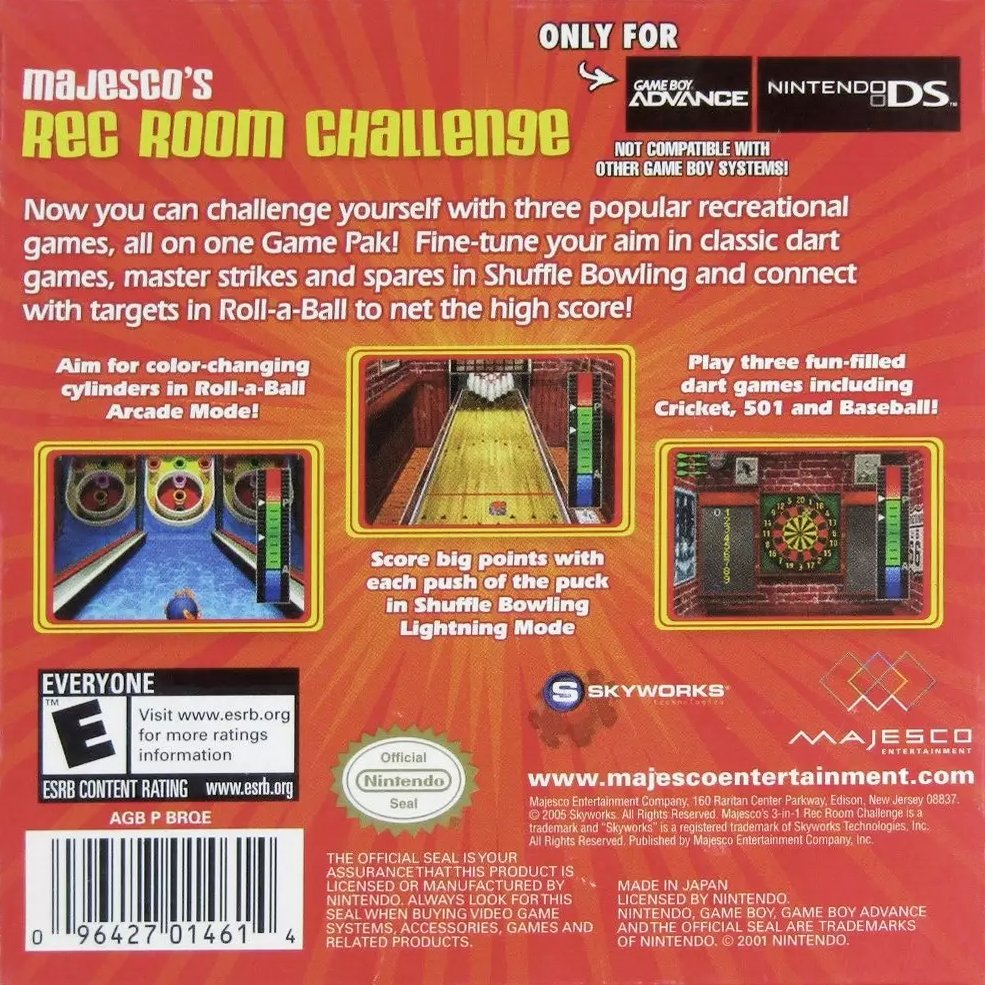 ONLY FOR
GAME BOY
ADVANCE
NINTENDO DS™
NOT COMPATIBLE WITH
OTHER GAME BOY SYSTEMS!
MAJESCO'S
REC ROOM CHALLENGE
Now you can challenge yourself with three popular recreational
games, all on one Game Pak! Fine-tune your aim in classic dart
games, master strikes and spares in Shuffle Bowling and connect
with targets in Roll-a-Ball to net the high score!
Aim for color-changing
cylinders in Roll-a-Ball
Arcade Mode!
Score big points with
each push of the puck
in Shuffle Bowling
Lightning Mode
Play three fun-filled
dart games including
Cricket, 501 and Baseball!
EVERYONE
™
E
Visit www.esrb.org
for more ratings
information
ESRB CONTENT RATING www.esrb.org
AGB P BRQE
0 96427 01461 4
Official
Nintendo
Seal
S SKYWORKS®
technologies
MAJESCO
ENTERTAINMENT
www.majescoentertainment.com
Majesco Entertainment Company, 160 Raritan Center Parkway, Edison, New Jersey 08837.
© 2005 Skyworks. All Rights Reserved. Majesco's 3-in-1 Rec Room Challenge is a
trademark and "Skyworks" is a registered trademark of Skyworks Technologies, Inc.
All Rights Reserved. Published by Majesco Entertainment Company, Inc.
THE OFFICIAL SEAL IS YOUR
ASSURANCE THAT THIS PRODUCT IS
LICENSED OR MANUFACTURED BY
NINTENDO. ALWAYS LOOK FOR THIS
SEAL WHEN BUYING VIDEO GAME
SYSTEMS, ACCESSORIES, GAMES AND
RELATED PRODUCTS.
MADE IN JAPAN
LICENSED BY NINTENDO.
NINTENDO, GAME BOY, GAME BOY ADVANCE
AND THE OFFICIAL SEAL ARE TRADEMARKS
OF NINTENDO. © 2001 NINTENDO.